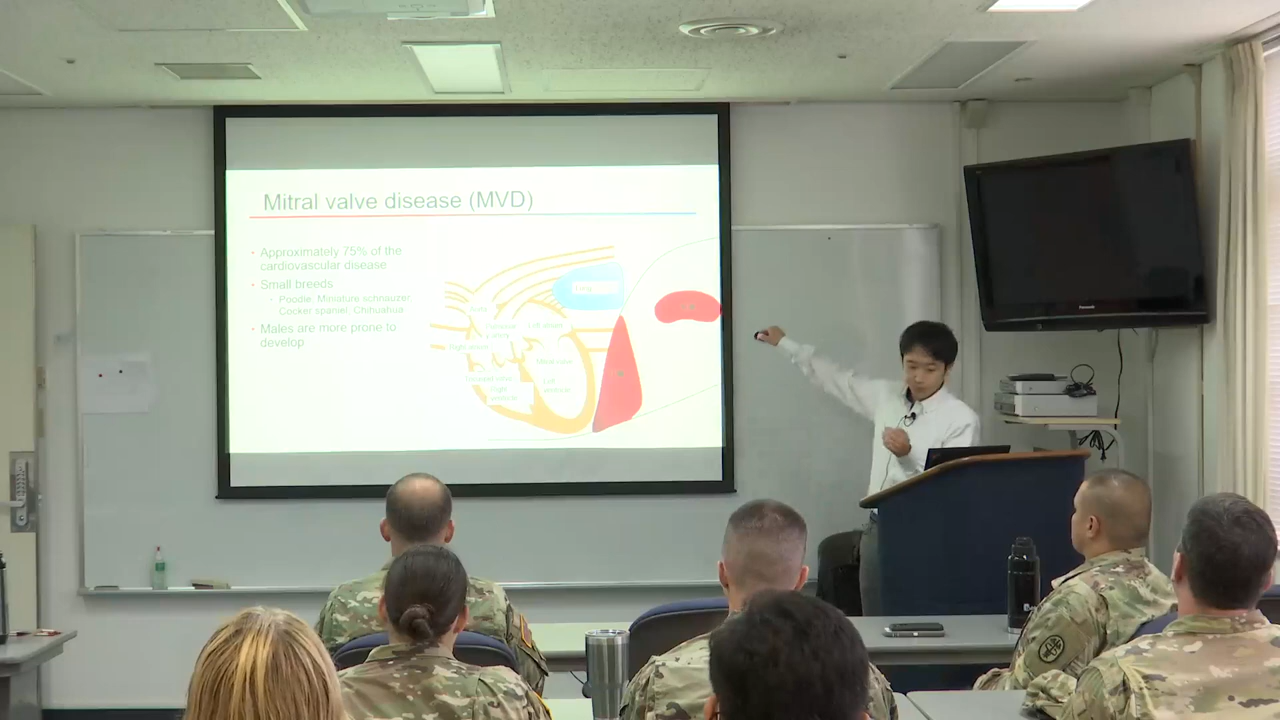 Mitral valve disease (MVD)
• Approximately 75% of the
cardiovascular disease
• Small breeds
• Poodle, Miniature schnauzer,
Cocker spaniel, Chihuahua
• Males are more prone to
develop
Lung
Left atrium
Right atrium
Mitral valve
Tricuspid valve
Left
ventricle
Right
ventricle
Panasonic